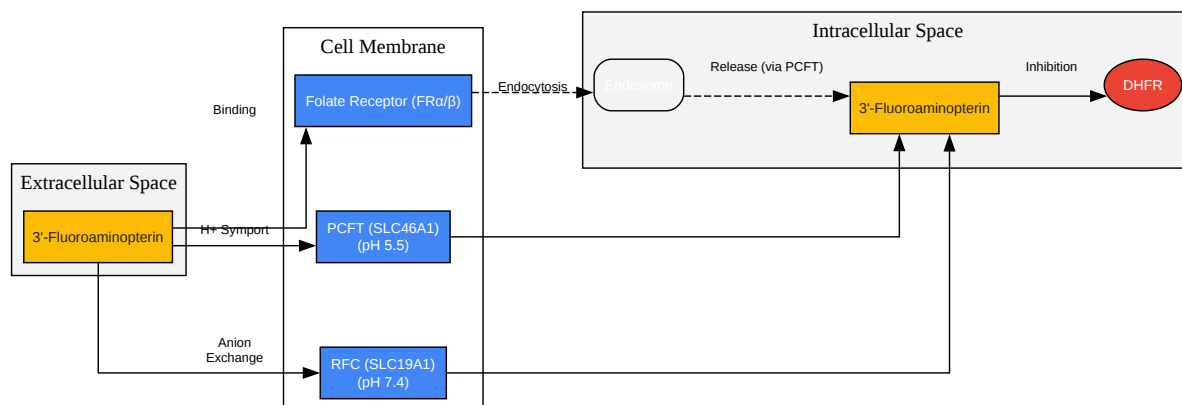 Intracellular Space
Cell Membrane
Release (via PCFT)
Inhibition
Endosome
DHFR
Endocytosis
Folate Receptor (FRα/β)
3'-Fluoroaminopterin
Binding
Extracellular Space
3'-Fluoroaminopterin
H+ Symport
PCFT (SLC46A1)
(pH 5.5)
Anion
Exchange
RFC (SLC19A1)
(pH 7.4)